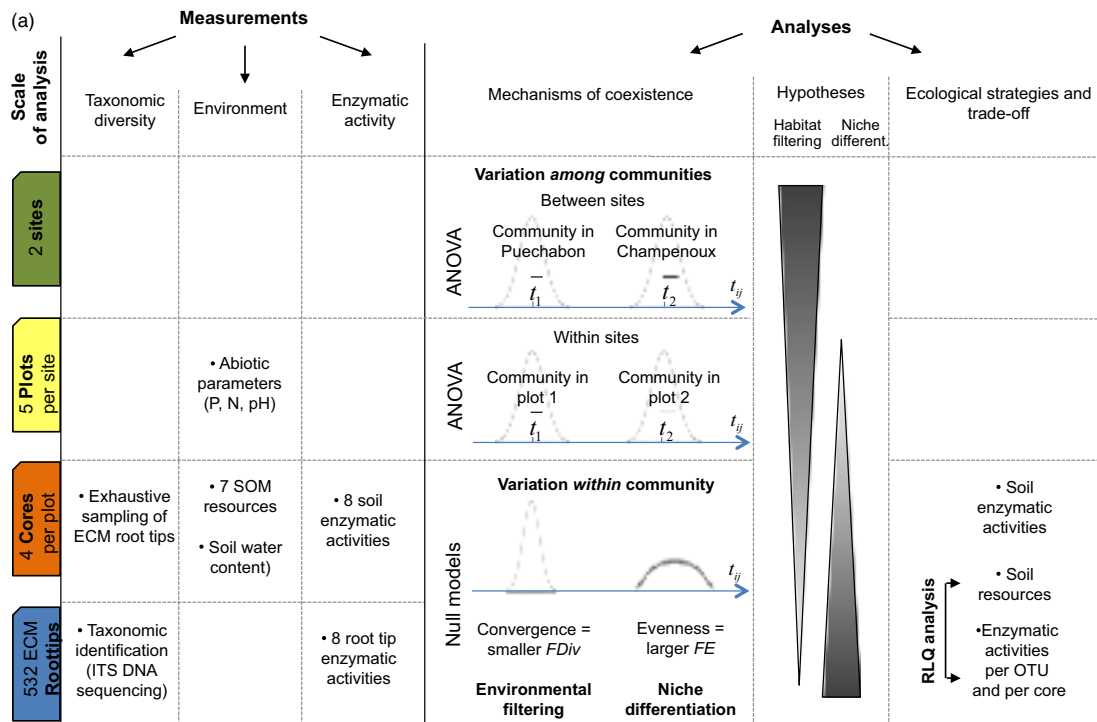 (a)
Measurements
Analyses
Scale
of analysis
Taxonomic
diversity
Environment
Enzymatic
activity
Mechanisms of coexistence
Hypotheses
Habitat
filtering
Niche
different.
Ecological strategies and
trade-off
2 sites
Variation among communities
Between sites
ANOVA
Community in
Puechabon
t1
Community in
Champenoux
t2
tij
5 Plots
per site
• Abiotic
parameters
(P, N, pH)
Within sites
ANOVA
Community in
plot 1
t1
Community in
plot 2
t2
4 Cores
per plot
• Exhaustive
sampling of
ECM root tips
• 7 SOM
resources
• Soil water
content)
• 8 soil
enzymatic
activities
Variation within community
Null models
tij
Convergence =
smaller FDiv
Evenness =
larger FE
Environmental
filtering
Niche
differentiation
• Soil
enzymatic
activities
532 ECM
Roottips
• Taxonomic
identification
(ITS DNA
sequencing)
• 8 root tip
enzymatic
activities
RLQ analysis
• Soil
resources
•Enzymatic
activities
per OTU
and per core